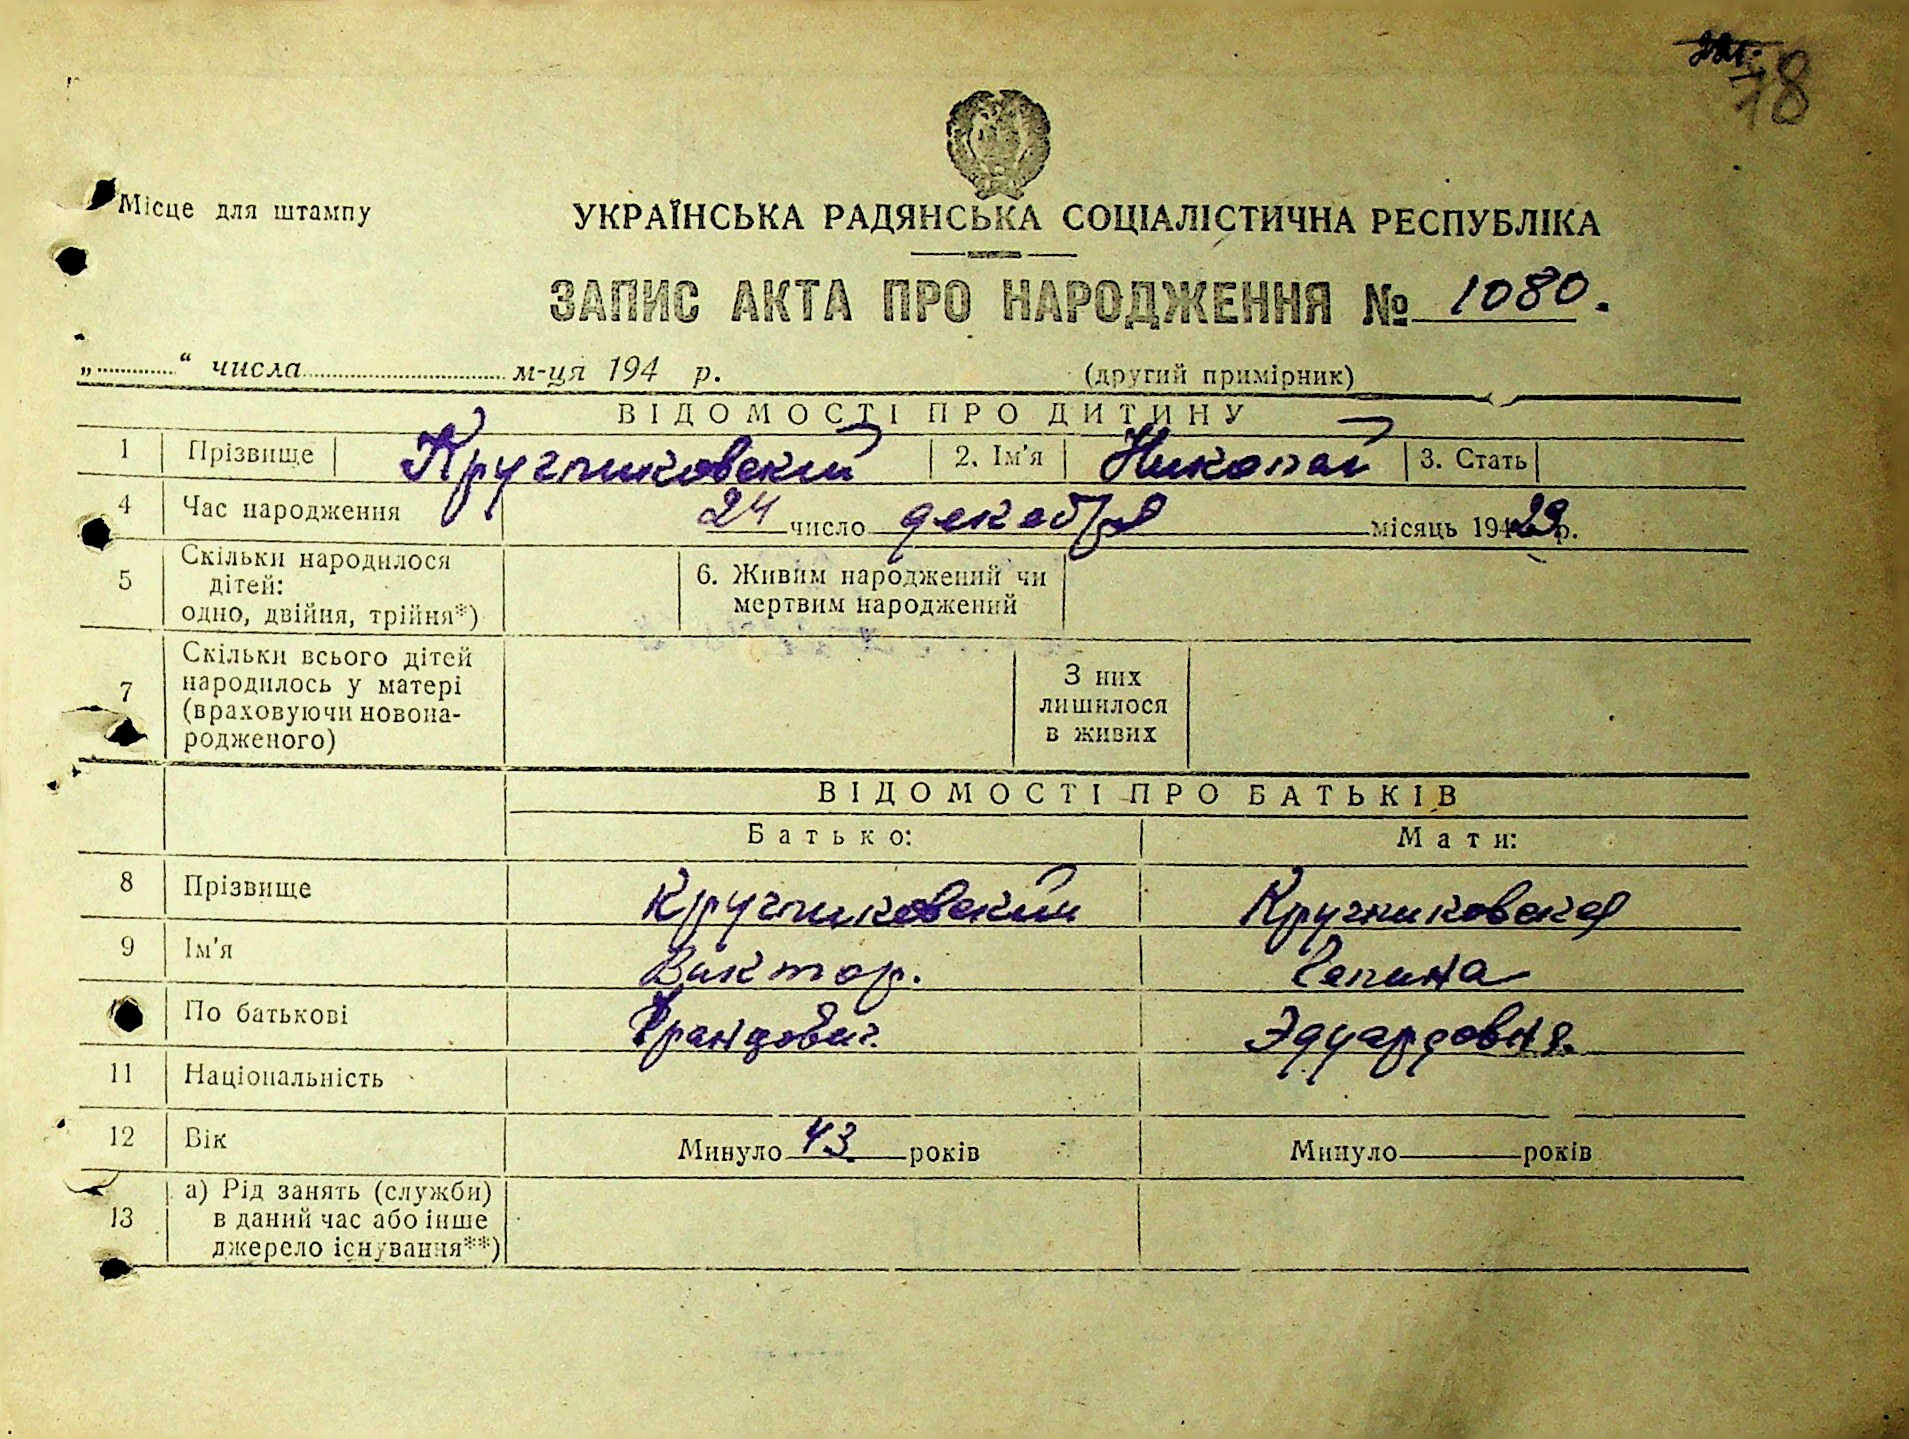 18
Місце для штампу
УКРАЇНСЬКА РАДЯНСЬКА СОЦІАЛІСТИЧНА РЕСПУБЛІКА
ЗАПИС АКТА ПРО НАРОДЖЕННЯ № 1080.
„ “ числа м-ця 194 р. (другий примірник)
ВІДОМОСТІ ПРО ДИТИНУ
1 Прізвище Кругликовский 2. Ім'я Николай 3. Стать
4 Час народження 24 число декабря місяць 194 29 р.
5 Скільки народилося дітей: одно, двійня, трійня*) 6. Живим народжений чи мертвим народжений
7 Скільки всього дітей народилось у матері (враховуючи новонародженого) З них лишилося в живих
ВІДОМОСТІ ПРО БАТЬКІВ
Батько: Мати:
8 Прізвище Кругликовский Кругликовская
9 Ім'я Виктор. Гелина
По батькові Францович. Эдуардовна.
11 Національність
12 Вік Минуло 43 років Минуло років
13 а) Рід занять (служби) в даний час або інше джерело існування**)